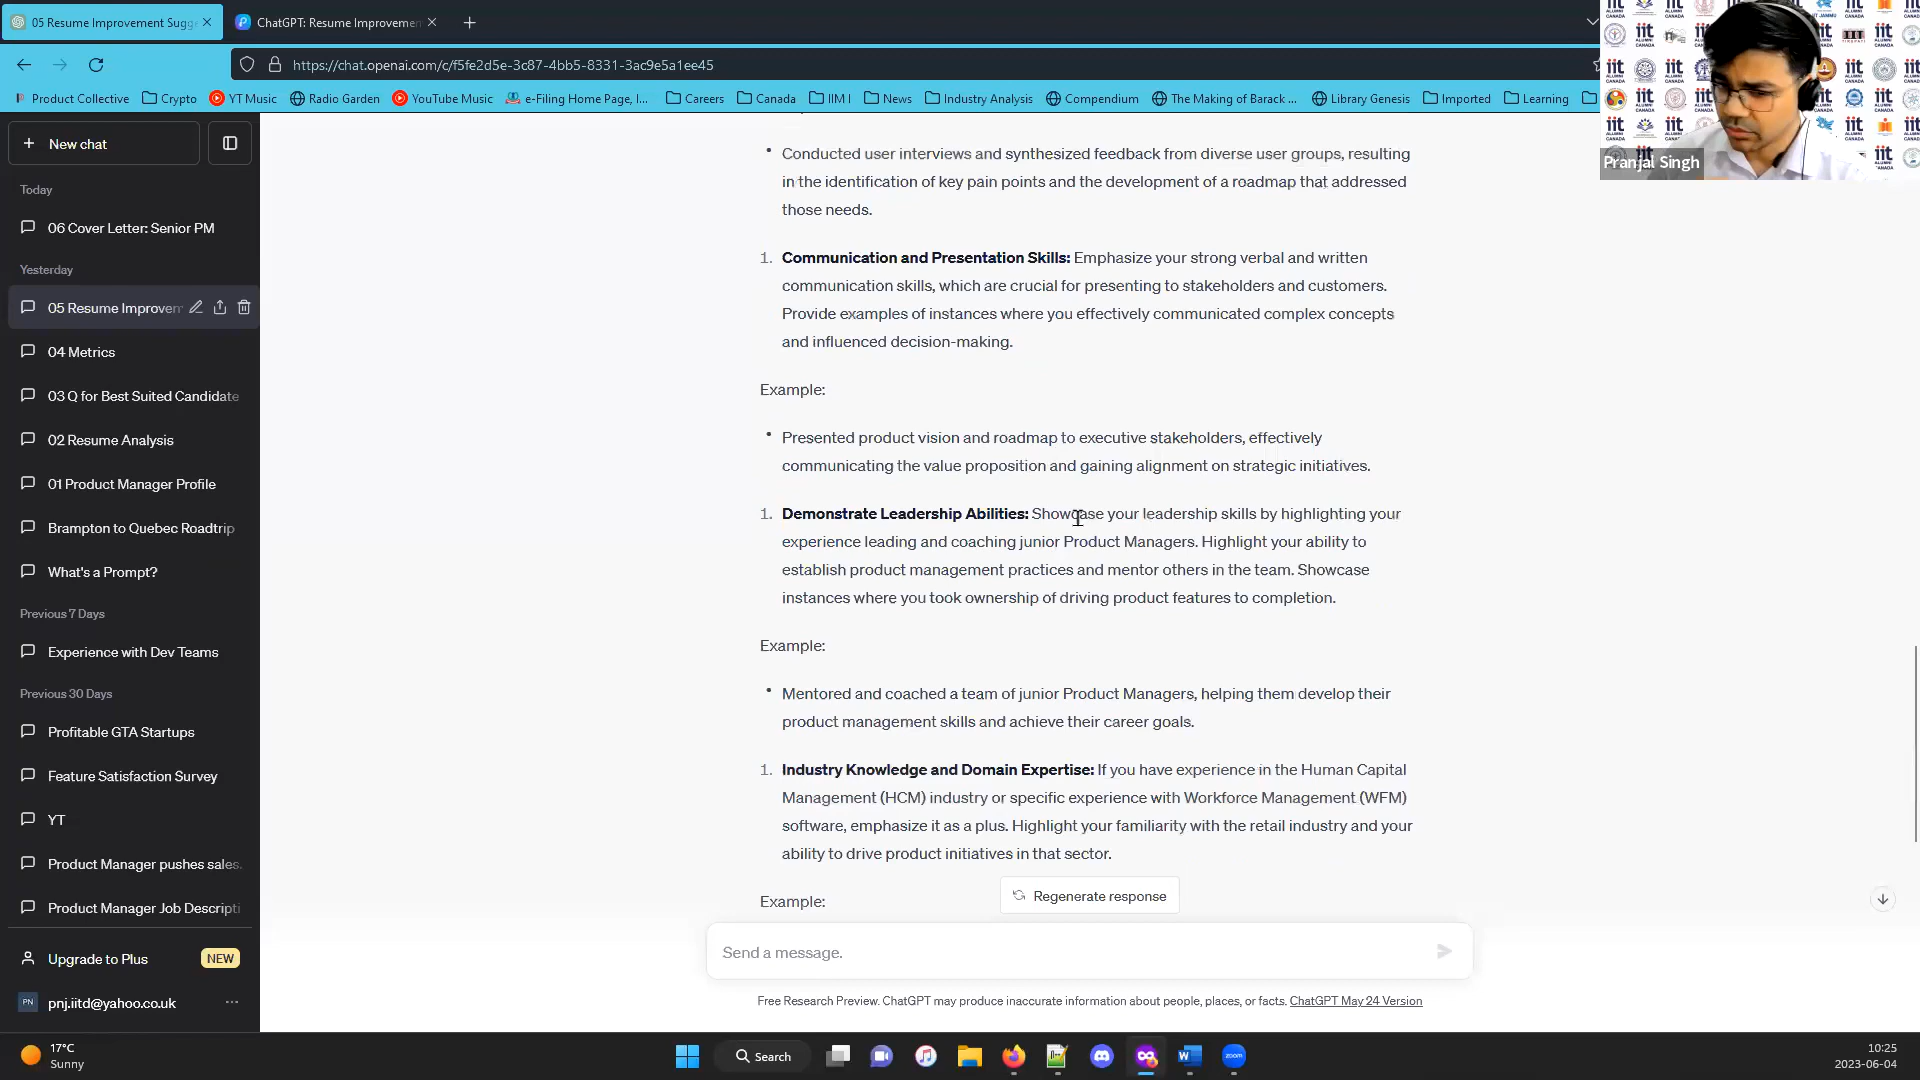 05 Resume Improvement Sugg
ChatGPT: Resume Improvemen
https://chat.openai.com/c/f5fe2d5e-3c87-4bb5-8331-3ac9e5a1ee45
Product Collective
Crypto
YT Music
Radio Garden
YouTube Music
e-Filing Home Page, I...
Careers
Canada
IIM I
News
Industry Analysis
Compendium
The Making of Barack ...
Library Genesis
Imported
Learning
Pranjal Singh
New chat
Today
06 Cover Letter: Senior PM
Yesterday
05 Resume Improvem
04 Metrics
03 Q for Best Suited Candidate
02 Resume Analysis
01 Product Manager Profile
Brampton to Quebec Roadtrip
What's a Prompt?
Previous 7 Days
Experience with Dev Teams
Previous 30 Days
Profitable GTA Startups
Feature Satisfaction Survey
YT
Product Manager pushes sales.
Product Manager Job Descripti
Upgrade to Plus
NEW
PN
pnj.iitd@yahoo.co.uk
• Conducted user interviews and synthesized feedback from diverse user groups, resulting
in the identification of key pain points and the development of a roadmap that addressed
those needs.
1. Communication and Presentation Skills: Emphasize your strong verbal and written
communication skills, which are crucial for presenting to stakeholders and customers.
Provide examples of instances where you effectively communicated complex concepts
and influenced decision-making.
Example:
• Presented product vision and roadmap to executive stakeholders, effectively
communicating the value proposition and gaining alignment on strategic initiatives.
1. Demonstrate Leadership Abilities: Showcase your leadership skills by highlighting your
experience leading and coaching junior Product Managers. Highlight your ability to
establish product management practices and mentor others in the team. Showcase
instances where you took ownership of driving product features to completion.
Example:
• Mentored and coached a team of junior Product Managers, helping them develop their
product management skills and achieve their career goals.
1. Industry Knowledge and Domain Expertise: If you have experience in the Human Capital
Management (HCM) industry or specific experience with Workforce Management (WFM)
software, emphasize it as a plus. Highlight your familiarity with the retail industry and your
ability to drive product initiatives in that sector.
Example:
Regenerate response
Send a message.
Free Research Preview. ChatGPT may produce inaccurate information about people, places, or facts. ChatGPT May 24 Version
17°C
Sunny
Search
zoom
10:25
2023-06-04